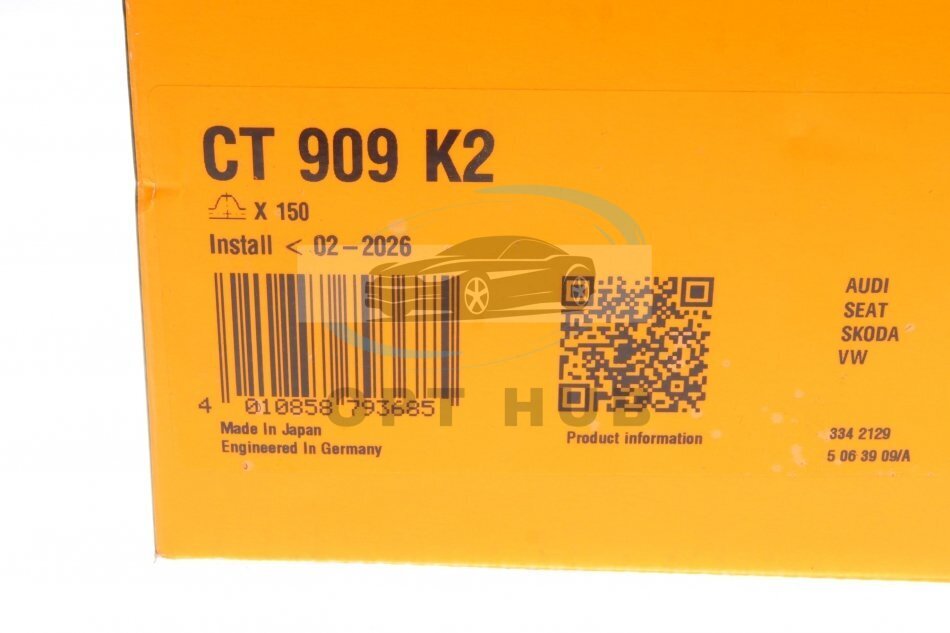 CT 909 K2
X 150
Install < 02-2026
4 010858 793685
Made In Japan
Engineered In Germany
OPT HUB
Product information
AUDI
SEAT
SKODA
VW
334 2129
5 06 39 09/A